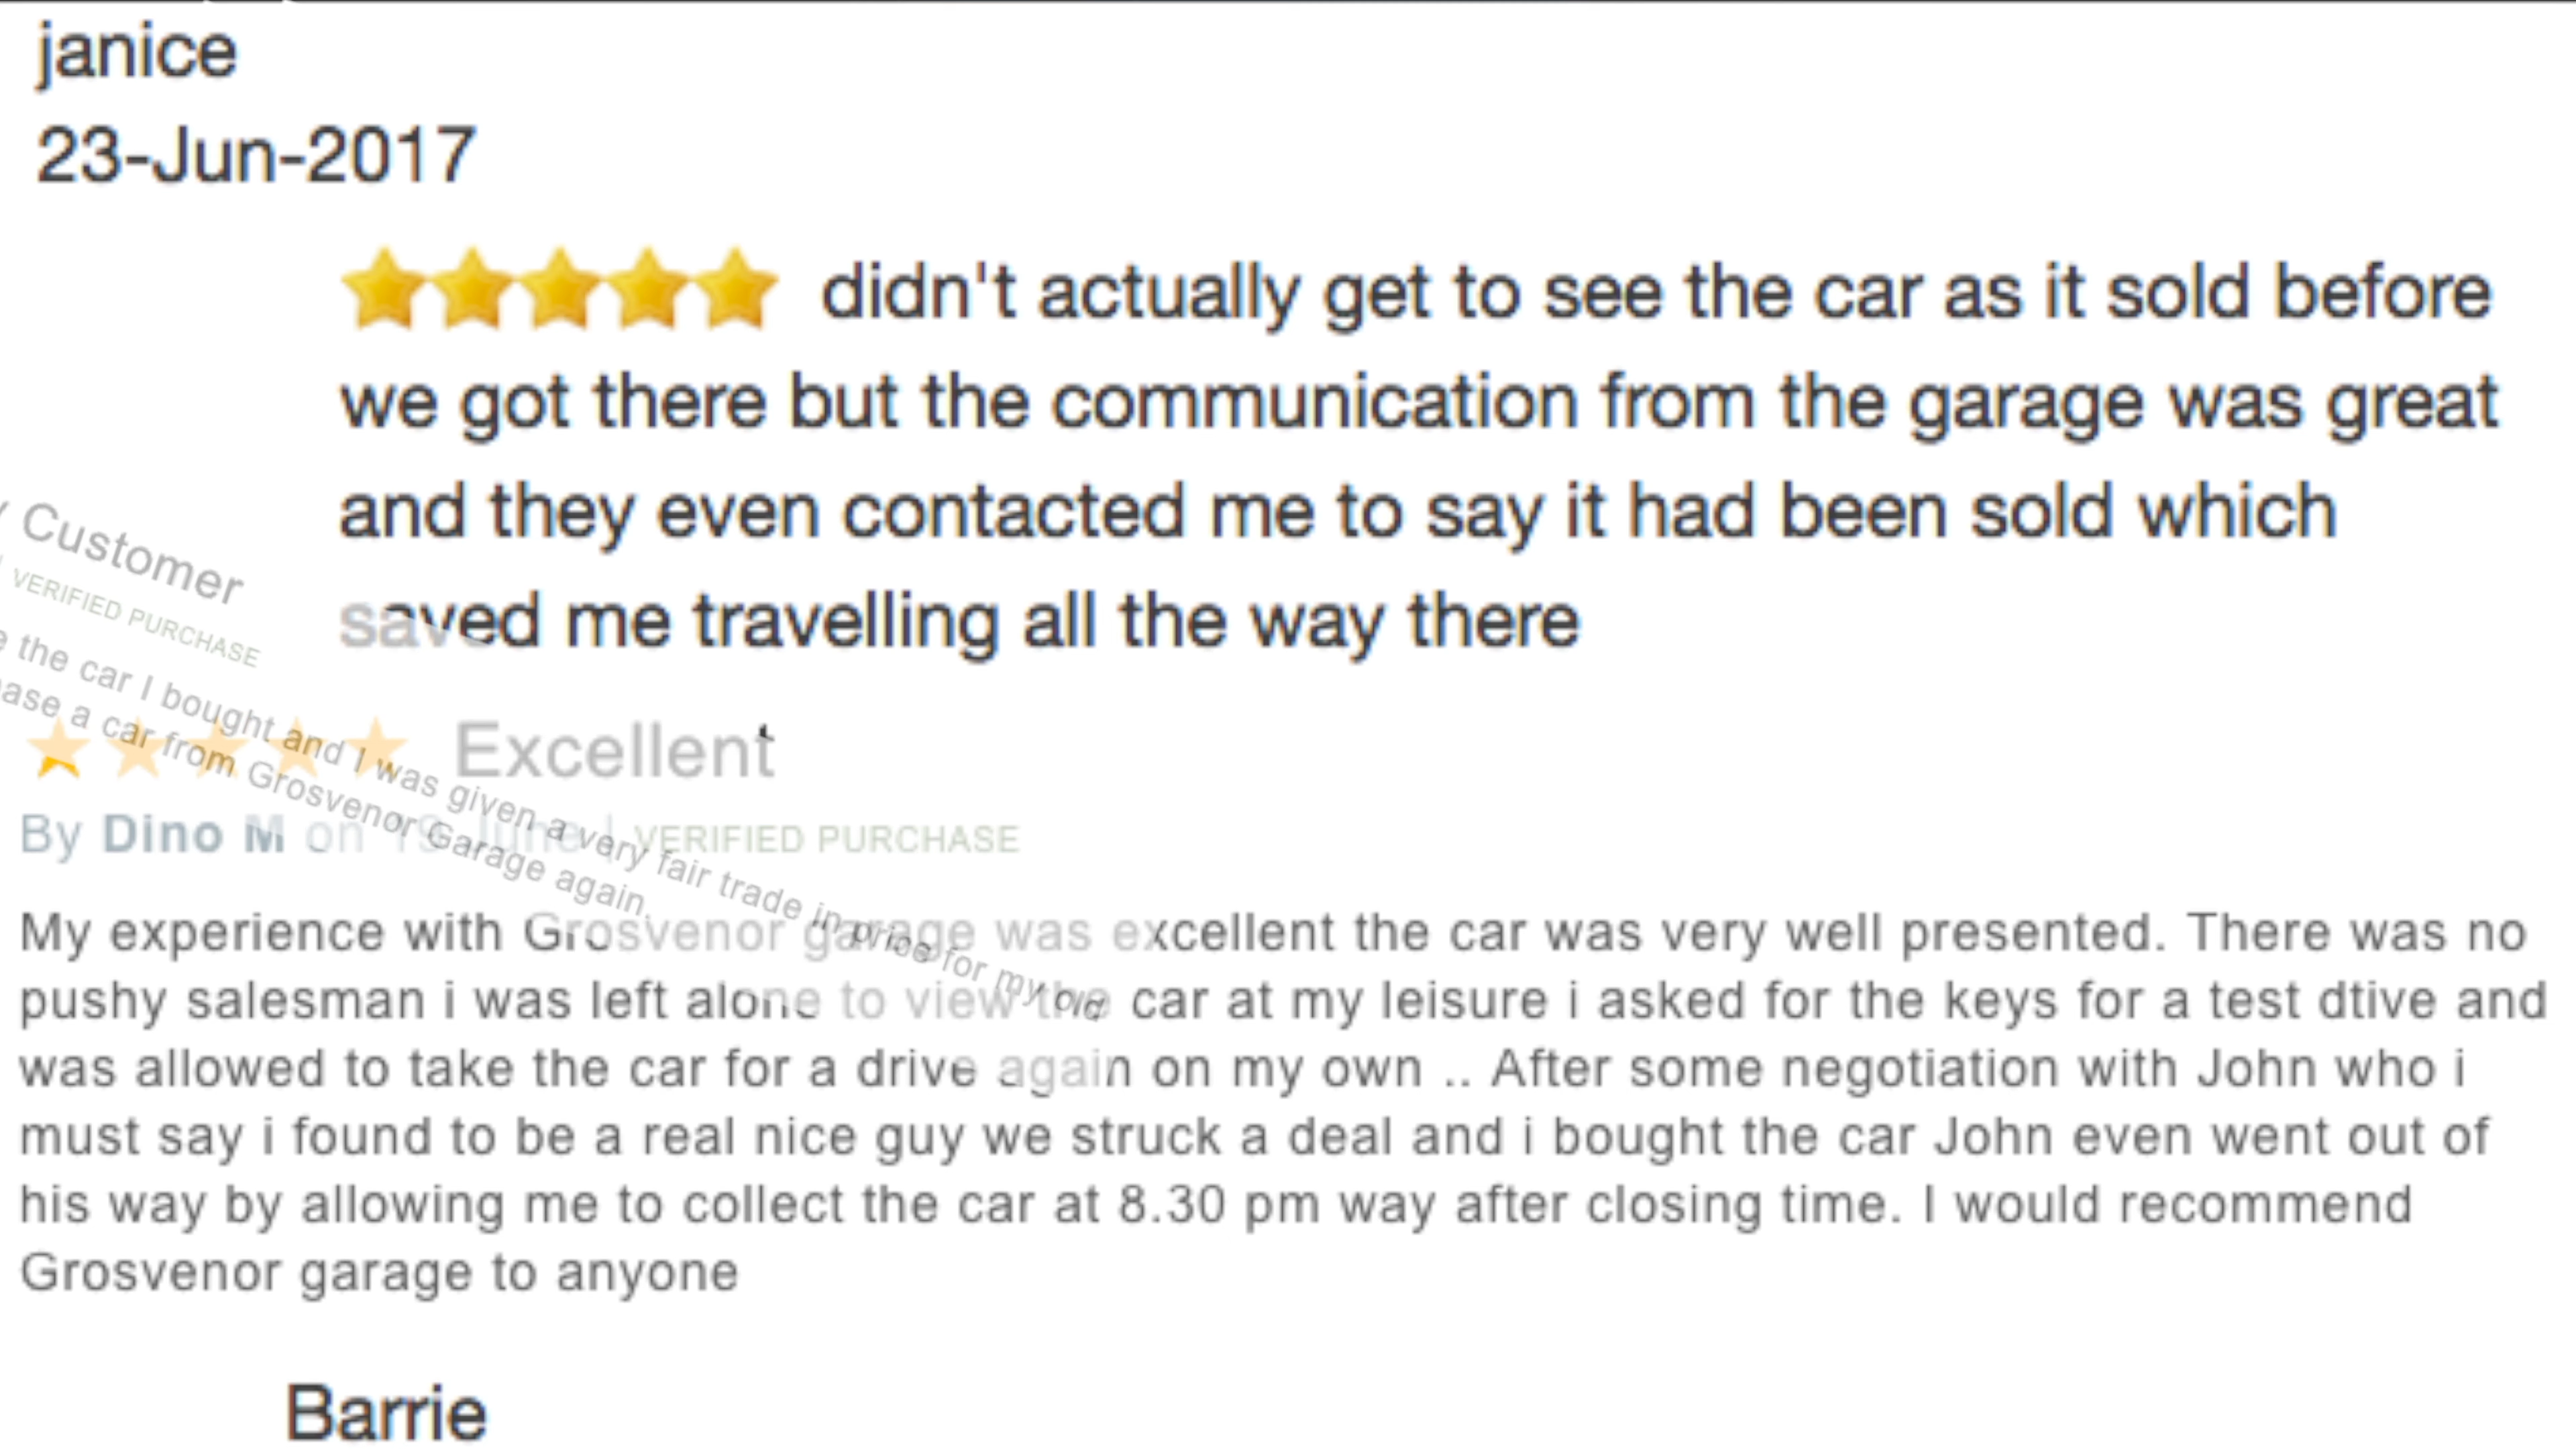 janice
23-Jun-2017
didn't actually get to see the car as it sold before
we got there but the communication from the garage was great
and they even contacted me to say it had been sold which
saved me travelling all the way there
Customer
VERIFIED PURCHASE
the car I bought and I was given a very fair trade in price for my old
a car from Grosvenor Garage again.
Excellent
By Dino M on 19 June | VERIFIED PURCHASE
My experience with Grosvenor garage was excellent the car was very well presented. There was no
pushy salesman i was left alone to view the car at my leisure i asked for the keys for a test dtive and
was allowed to take the car for a drive again on my own .. After some negotiation with John who i
must say i found to be a real nice guy we struck a deal and i bought the car John even went out of
his way by allowing me to collect the car at 8.30 pm way after closing time. I would recommend
Grosvenor garage to anyone
Barrie